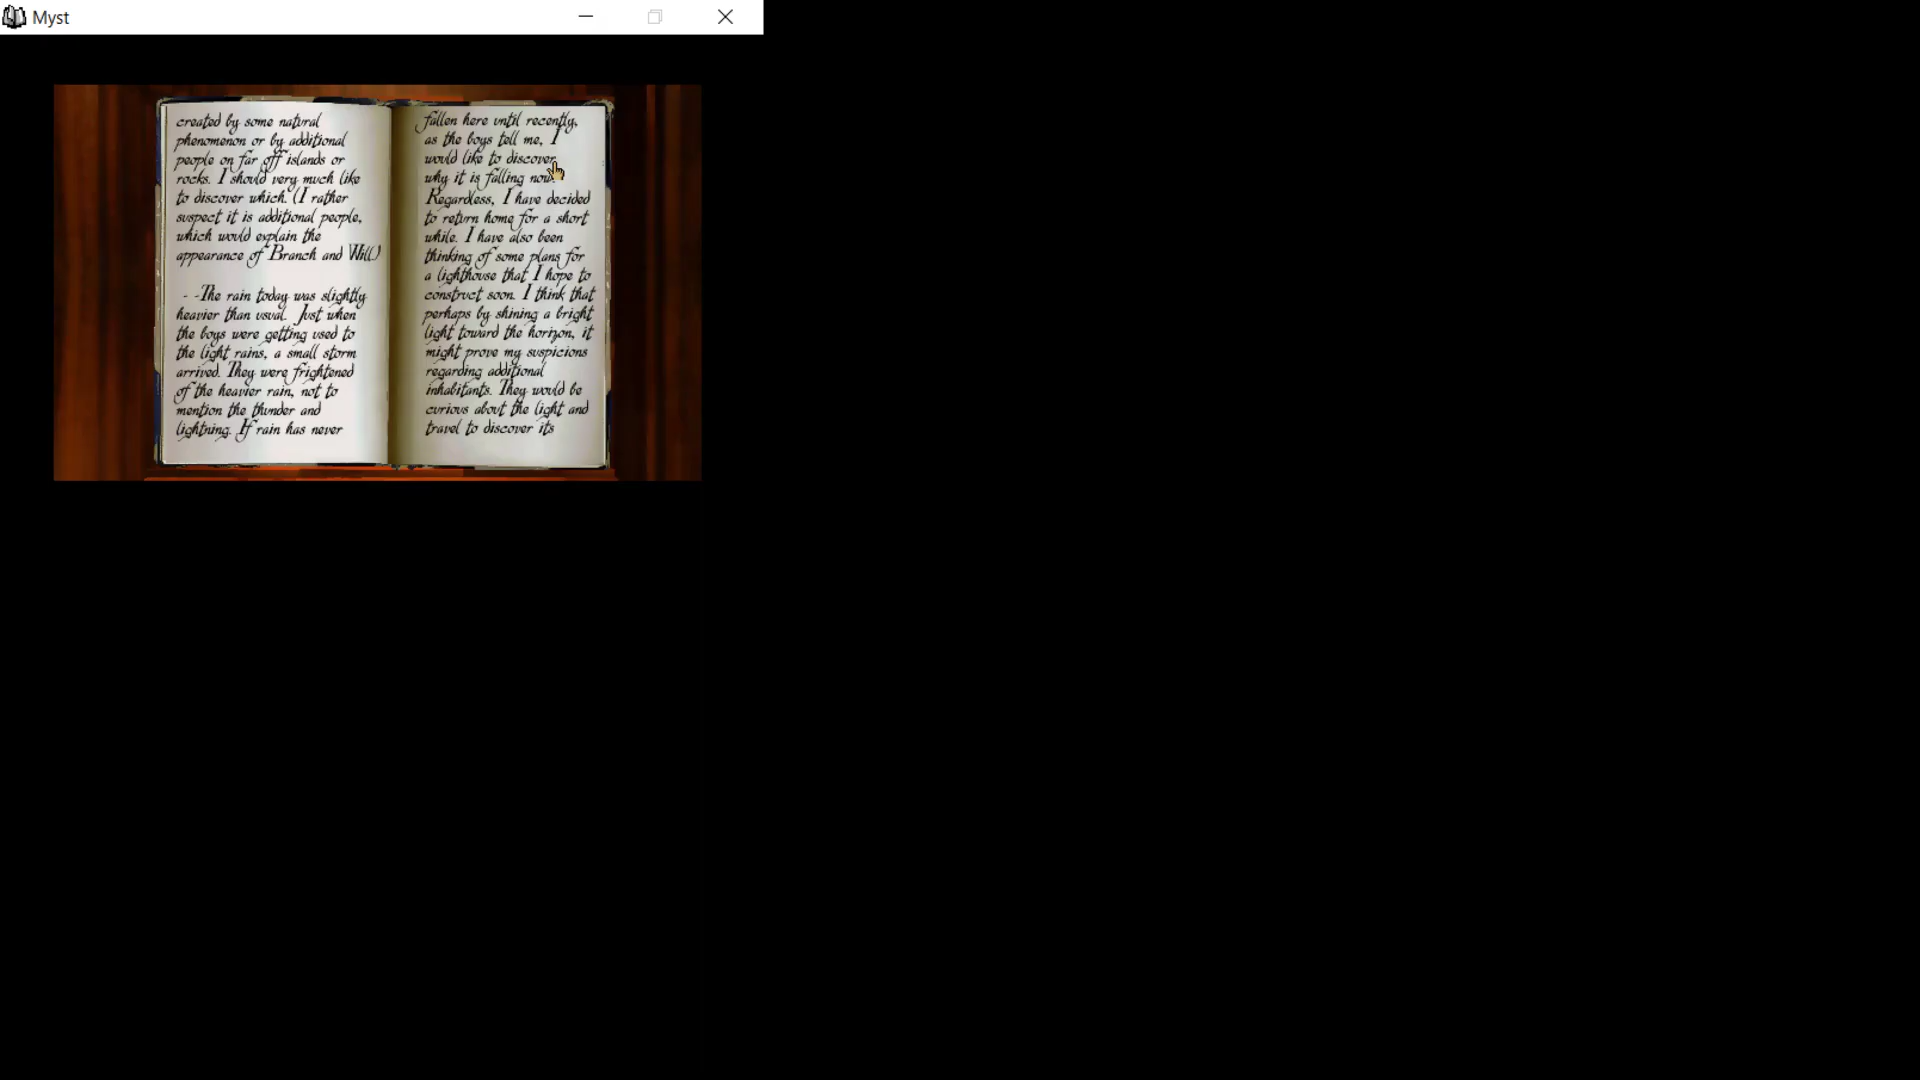 Myst
created by some natural
phenomenon or by additional
people on far off islands or
rocks. I should very much like
to discover which. (I rather
suspect it is additional people,
which would explain the
appearance of Branch and Will)
- -The rain today was slightly
heavier than usual. Just when
the boys were getting used to
the light rains, a small storm
arrived. They were frightened
of the heavier rain, not to
mention the thunder and
lightning. If rain has never
fallen here until recently,
as the boys tell me, I
would like to discover
why it is falling now.
Regardless, I have decided
to return home for a short
while. I have also been
thinking of some plans for
a lighthouse that I hope to
construct soon. I think that
perhaps by shining a bright
light toward the horizon, it
might prove my suspicions
regarding additional
inhabitants. They would be
curious about the light and
travel to discover its